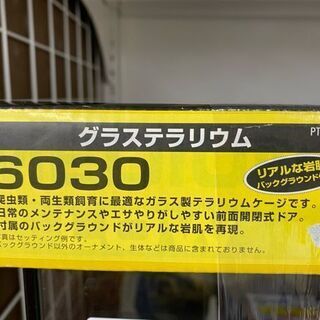 グラステラリウム
PT
6030
リアルな岩肌
バックグラウンド
爬虫類・両生類飼育に最適なガラス製テラリウムケージです。
日常のメンテナンスやエサやりがしやすい前面開閉式ドア。
付属のバックグラウンドがリアルな岩肌を再現。
写真はセッティング例です。
バックグラウンド以外のオーナメント、生体などは商品に含まれておりません。